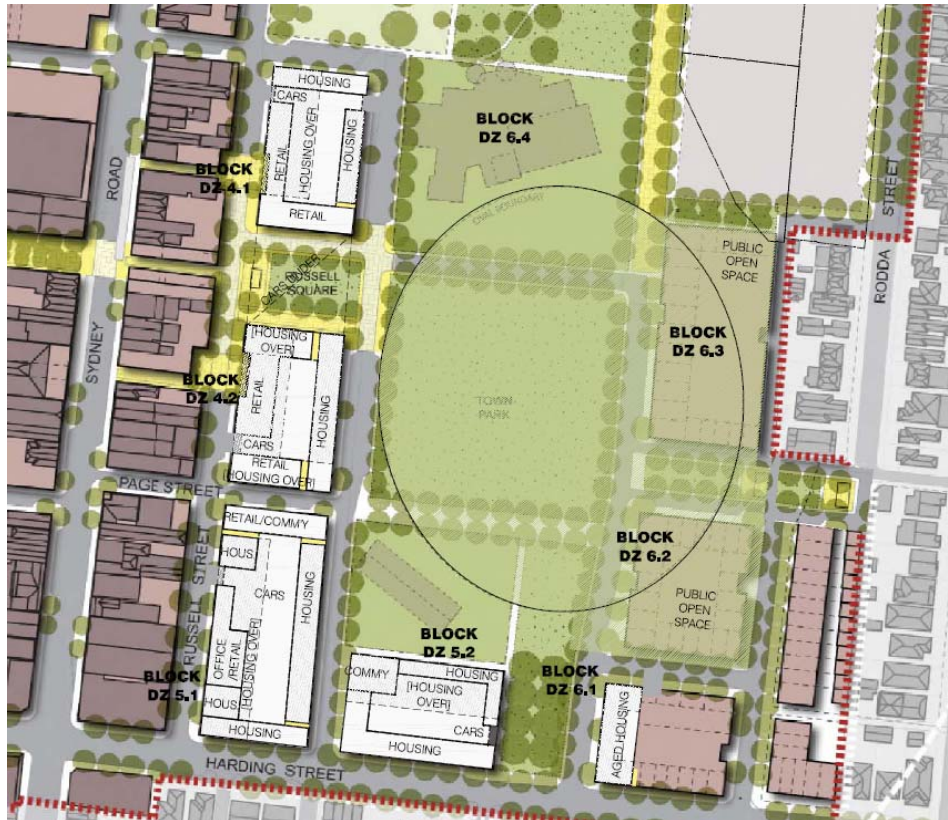 HOUSING
CARS
RETAIL
[HOUSING OVER]
HOUSING
RETAIL
BLOCK
DZ 4.1
BLOCK
DZ 6.4
OVAL BOUNDARY
ROAD
SYDNEY
STREET
RODDA
PUBLIC
OPEN
SPACE
RUSSELL
SQUARE
CARS UNDER
BLOCK
DZ 6.3
[HOUSING
OVER]
RETAIL
HOUSING
CARS
RETAIL
[HOUSING OVER]
BLOCK
DZ 4.2
TOWN
PARK
PAGE STREET
RUSSELL STREET
RETAIL/COMM'Y
HOUS.
CARS
HOUSING
OFFICE
/RETAIL
[HOUSING OVER]
HOUS.
HOUSING
BLOCK
DZ 5.1
BLOCK
DZ 6.2
PUBLIC
OPEN
SPACE
BLOCK
DZ 5.2
COMM'Y
HOUSING
[HOUSING
OVER]
CARS
HOUSING
BLOCK
DZ 6.1
AGED HOUSING
HARDING STREET